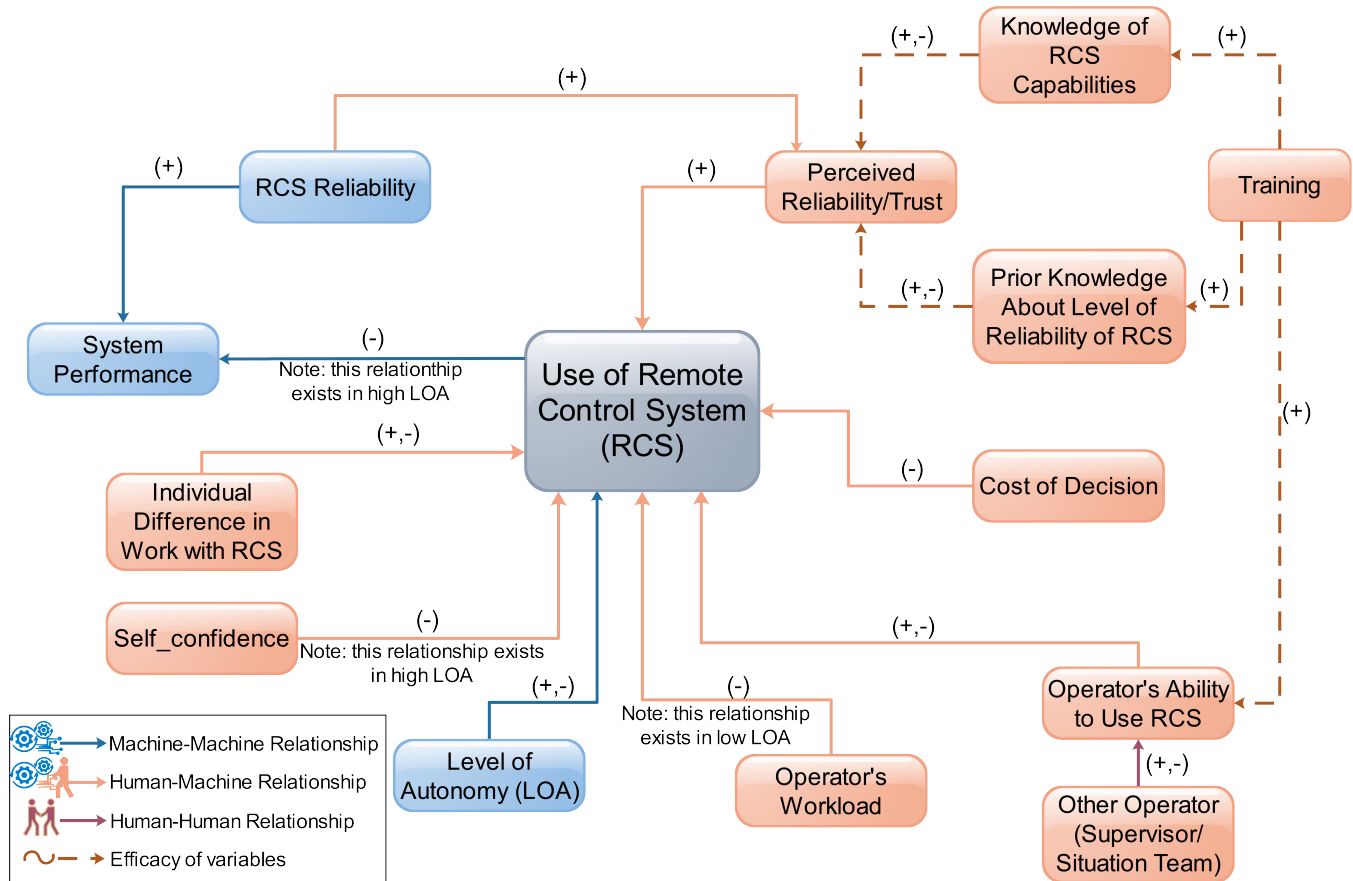 Knowledge of
RCS
Capabilities
(+,-)
(+)
(+)
RCS Reliability
(+)
Perceived
Reliability/Trust
(+)
Training
Prior Knowledge
About Level of
Reliability of RCS
(+,-)
(+)
System
Performance
(-)
Note: this relationthip
exists in high LOA
Use of Remote
Control System
(RCS)
(+)
(+,-)
Individual
Difference in
Work with RCS
(-)
Cost of Decision
Self_confidence
(-)
Note: this relationship exists
in high LOA
(+,-)
Level of
Autonomy (LOA)
(-)
Note: this relationship
exists in low LOA
Operator's
Workload
(+,-)
Operator's Ability
to Use RCS
(+,-)
Other Operator
(Supervisor/
Situation Team)
Machine-Machine Relationship
Human-Machine Relationship
Human-Human Relationship
Efficacy of variables